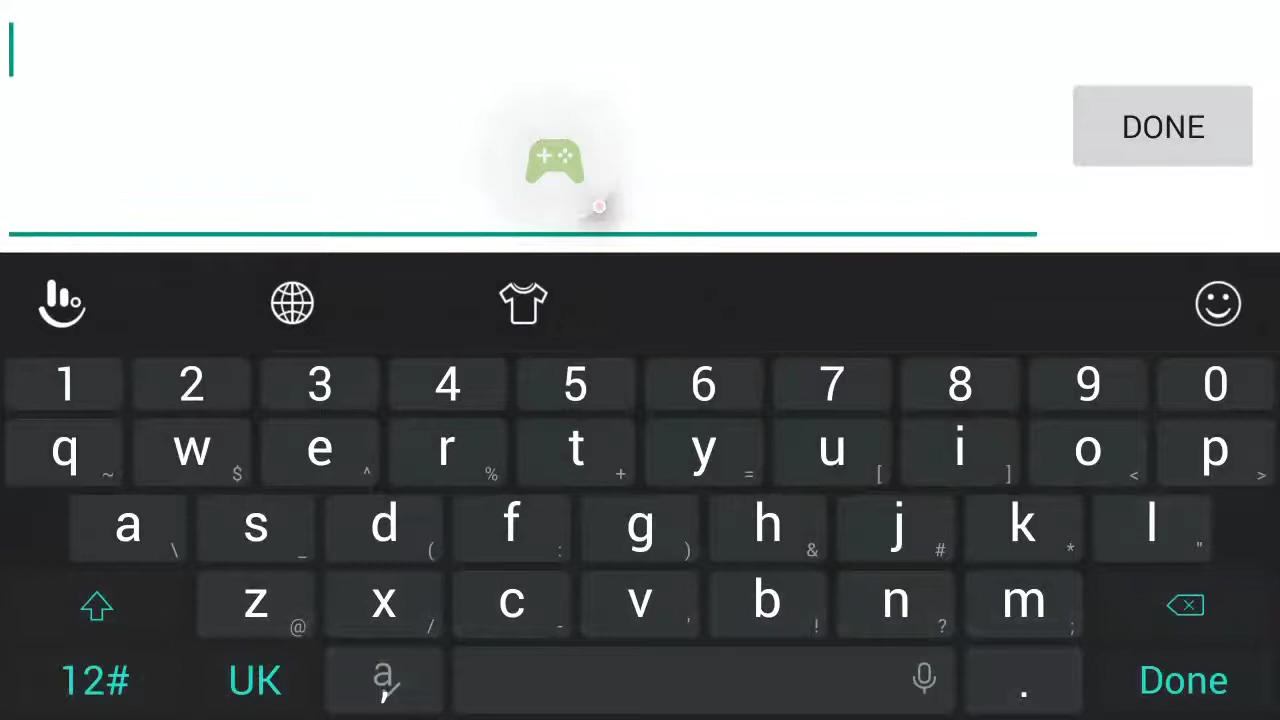 DONE
1 2 3 4 5 6 7 8 9 0
q ~ w $ e ^ r % t + y = u [ i ] o < p >
a \ s _ d ( f : g ) h & j # k * l "
z @ x / c - v ' b ! n ? m ;
12# UK a , . Done